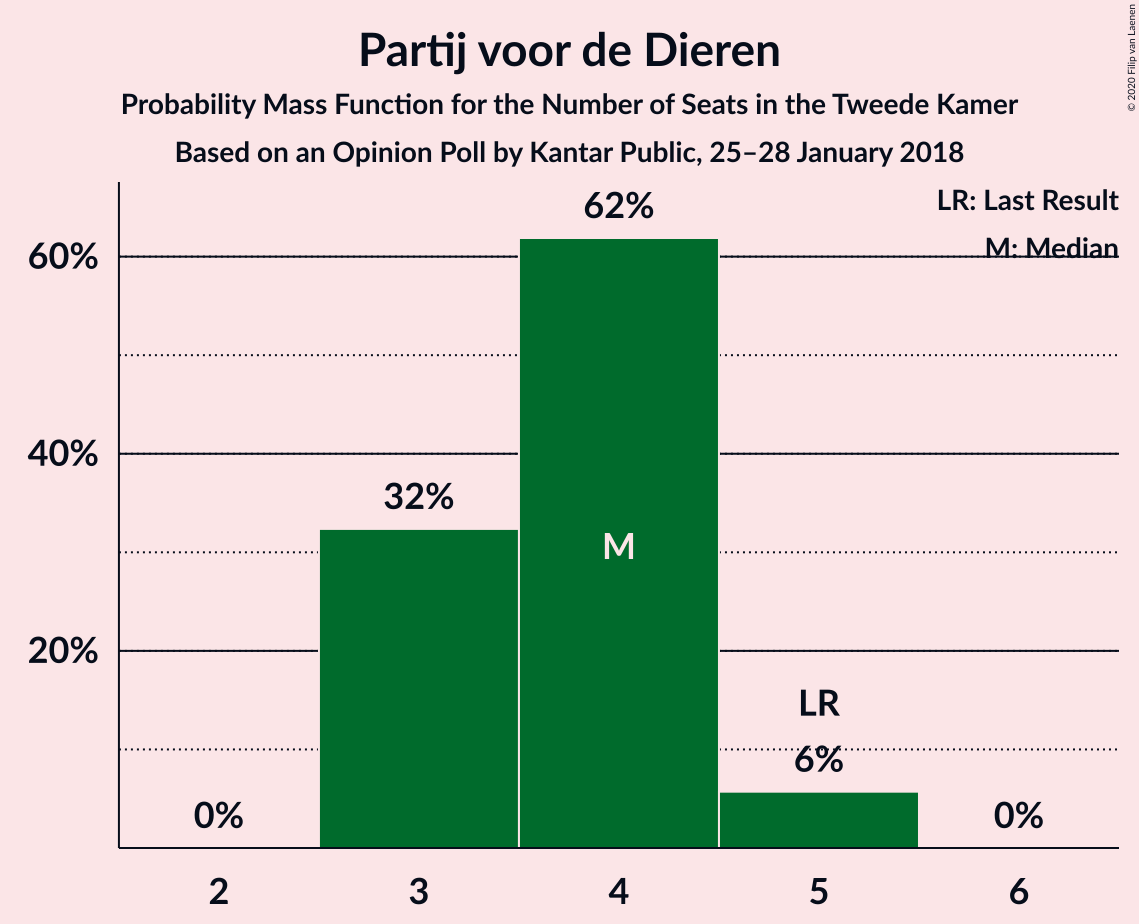 Partij voor de Dieren
Probability Mass Function for the Number of Seats in the Tweede Kamer
Based on an Opinion Poll by Kantar Public, 25–28 January 2018
© 2020 Filip van Laenen
LR: Last Result
M: Median
62%
60%
40%
32%
M
20%
LR
6%
0%
0%
2 3 4 5 6